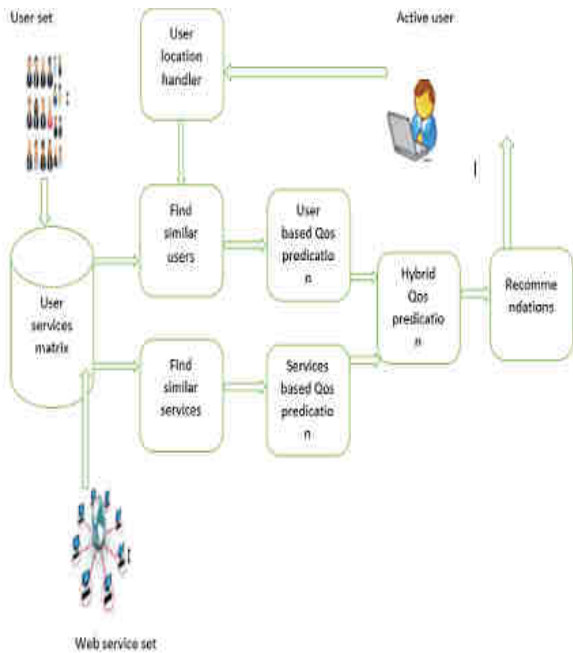 User set
Active user
User
location
handler
Find
similar
users
User
based Qos
predicatio
n
User
services
matrix
Hybrid
Qos
predicatio
n
Recomme
ndations
Find
similar
services
Services
based Qos
predicatio
n
Web service set